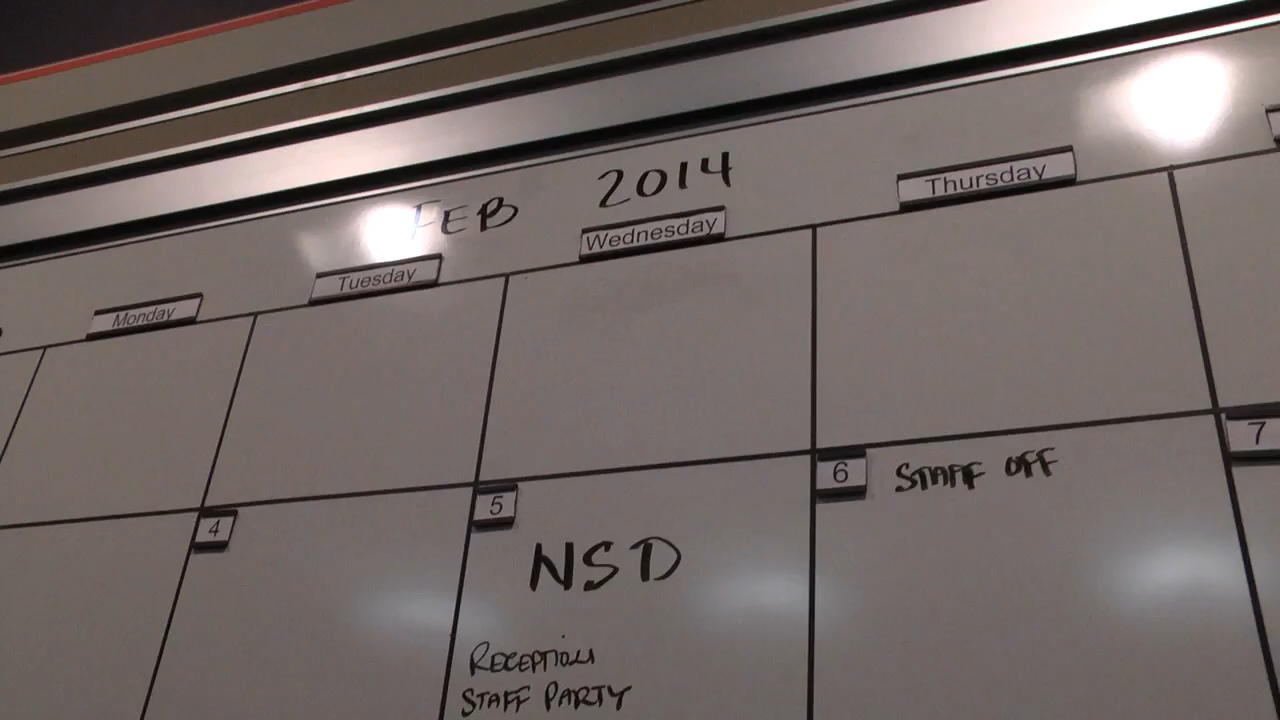 FEB 2014
Monday
Tuesday
Wednesday
Thursday
4
5
6
STAFF OFF
7
NSD
RECEPTION
STAFF PARTY